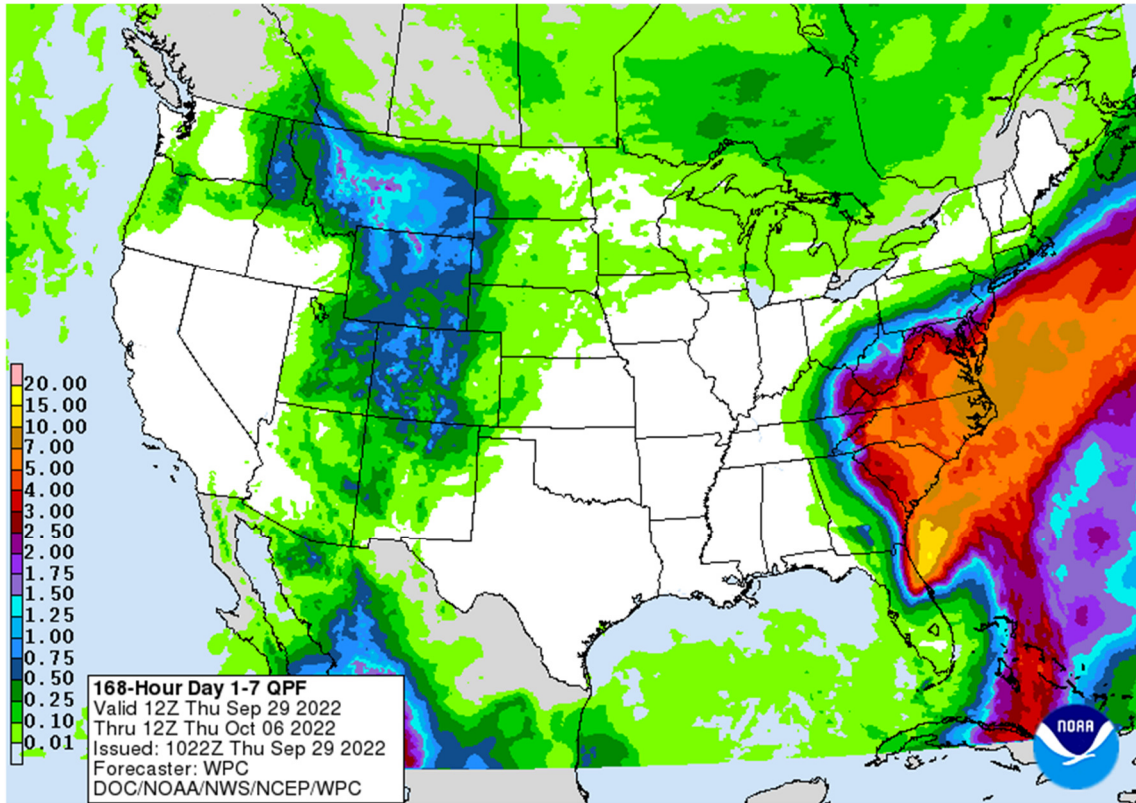 20.00
15.00
10.00
7.00
5.00
4.00
3.00
2.50
2.00
1.75
1.50
1.25
1.00
0.75
0.50
0.25
0.10
0.01
168-Hour Day 1-7 QPF
Valid 12Z Thu Sep 29 2022
Thru 12Z Thu Oct 06 2022
Issued: 1022Z Thu Sep 29 2022
Forecaster: WPC
DOC/NOAA/NWS/NCEP/WPC
NOAA